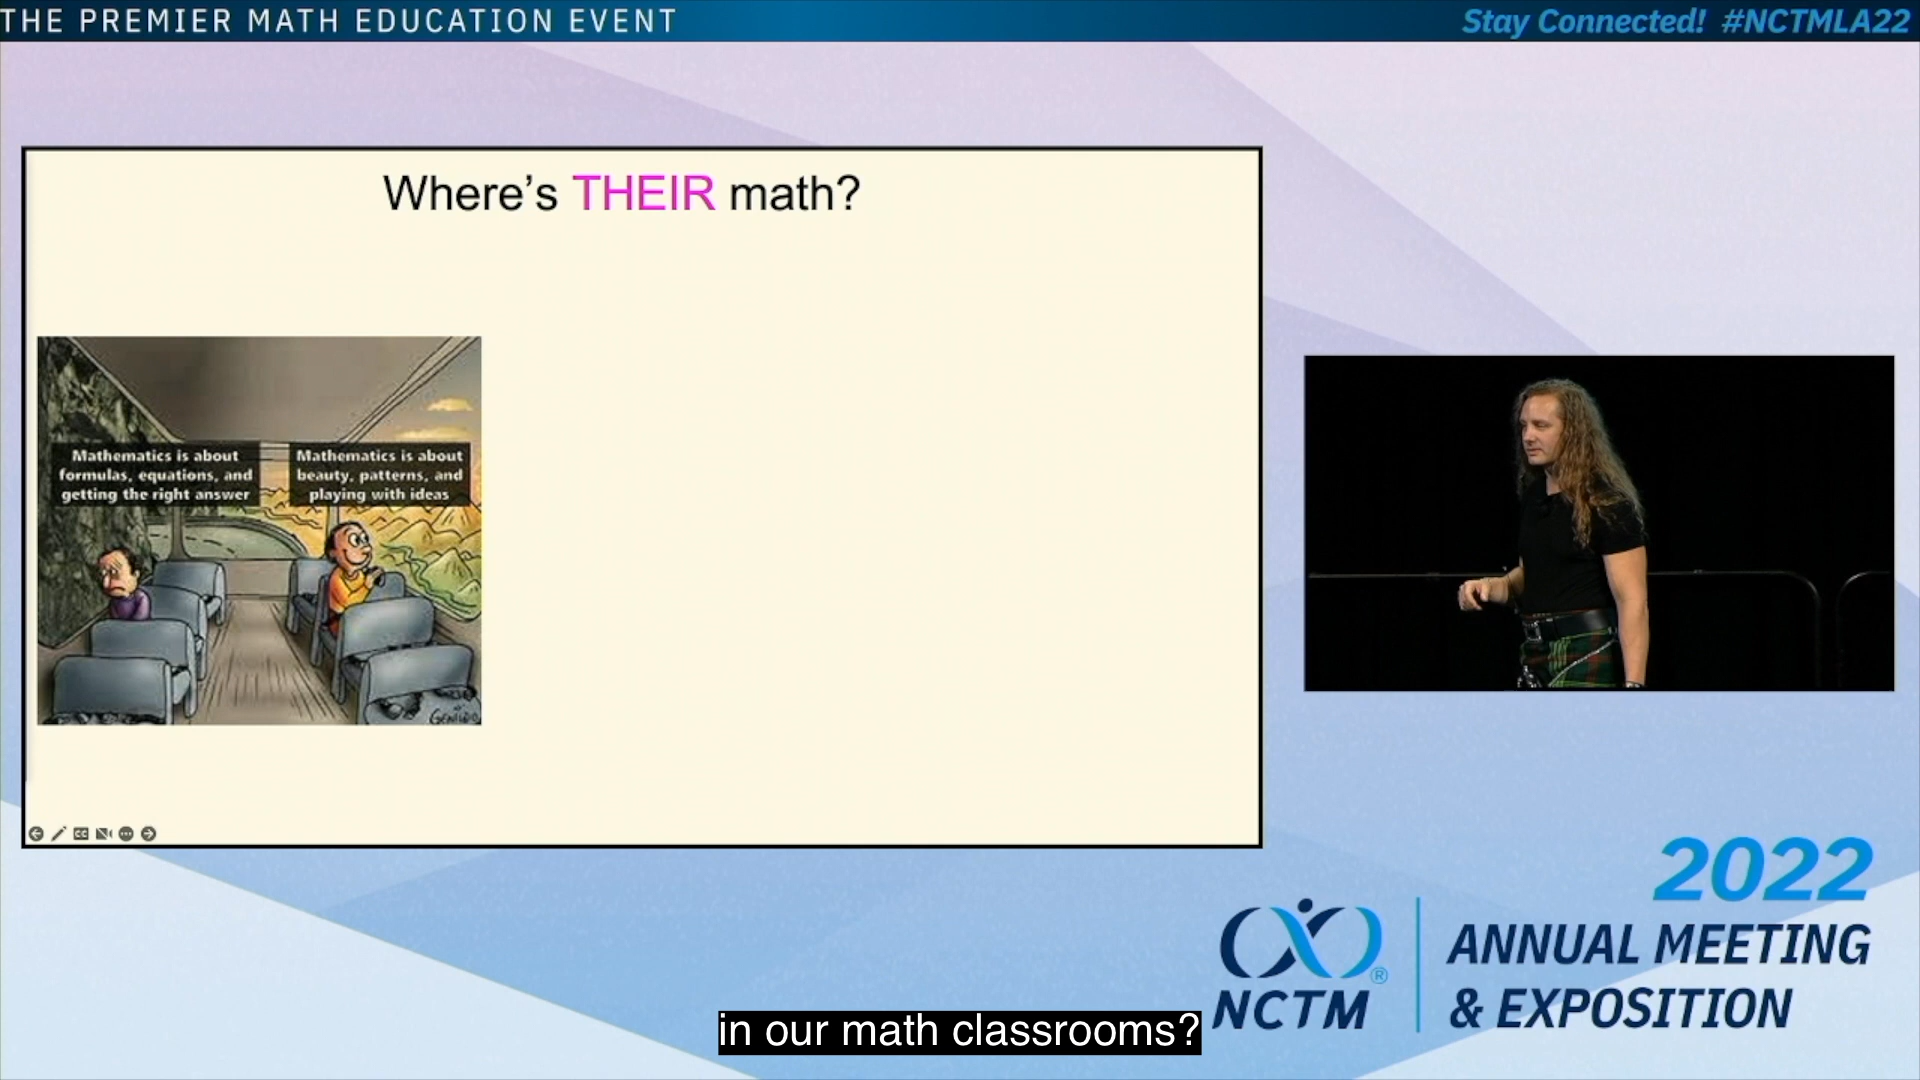 THE PREMIER MATH EDUCATION EVENT
Stay Connected! #NCTMLA22
Where's THEIR math?
Mathematics is about
formulas, equations, and
getting the right answer
Mathematics is about
beauty, patterns, and
playing with ideas
2022
NCTM®
ANNUAL MEETING
& EXPOSITION
in our math classrooms?